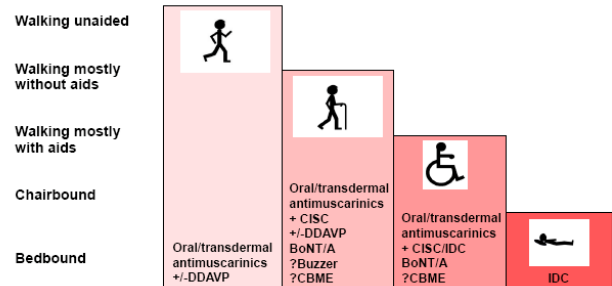 Walking unaided
Walking mostly
without aids
Walking mostly
with aids
Chairbound
Bedbound
Oral/transdermal
antimuscarinics
+/-DDAVP
Oral/transdermal
antimuscarinics
+ CISC
+/-DDAVP
BoNT/A
?Buzzer
?CBME
Oral/transdermal
antimuscarinics
+ CISC/IDC
BoNT/A
?CBME
IDC